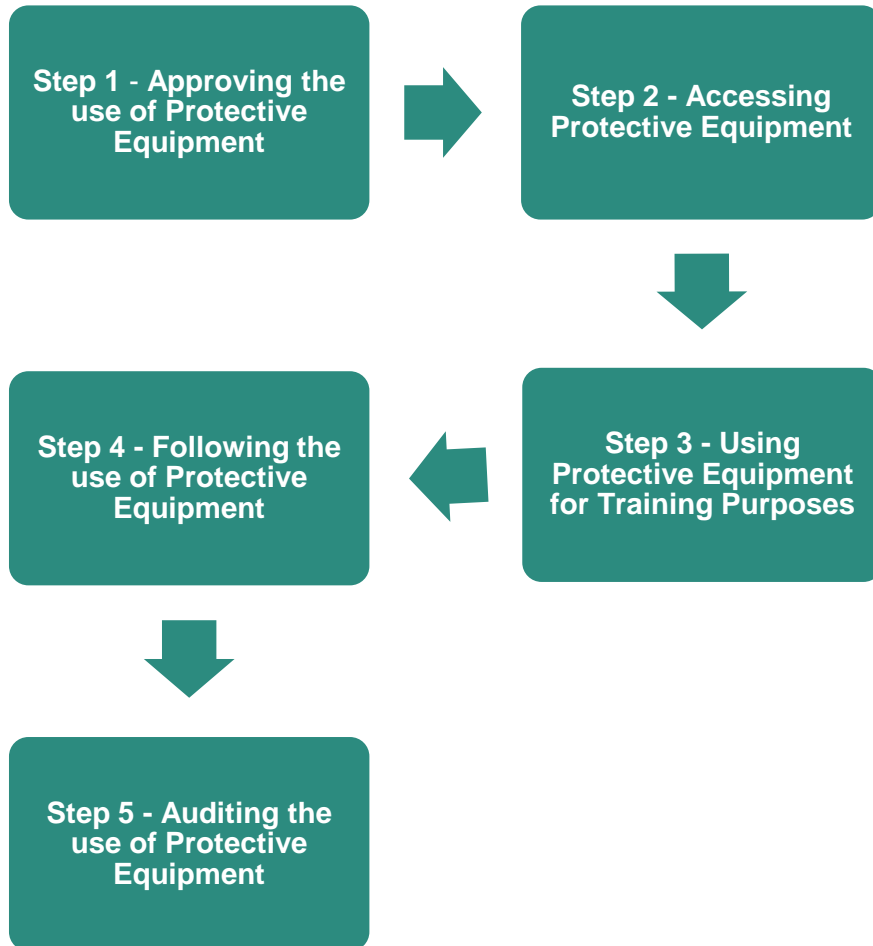 Step 1 - Approving the
use of Protective
Equipment
Step 2 - Accessing
Protective Equipment
Step 3 - Using
Protective Equipment
for Training Purposes
Step 4 - Following the
use of Protective
Equipment
Step 5 - Auditing the
use of Protective
Equipment